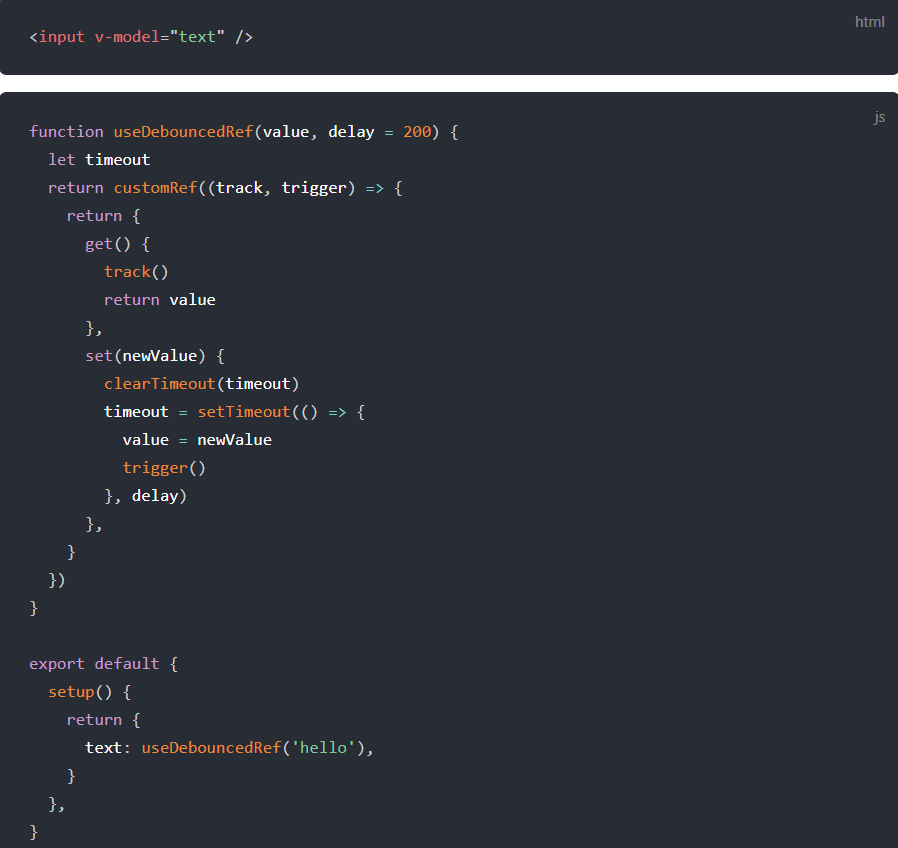 html
<input v-model="text" />
js
function useDebouncedRef(value, delay = 200) {
  let timeout
  return customRef((track, trigger) => {
    return {
      get() {
        track()
        return value
      },
      set(newValue) {
        clearTimeout(timeout)
        timeout = setTimeout(() => {
          value = newValue
          trigger()
        }, delay)
      },
    }
  })
}

export default {
  setup() {
    return {
      text: useDebouncedRef('hello'),
    }
  },
}